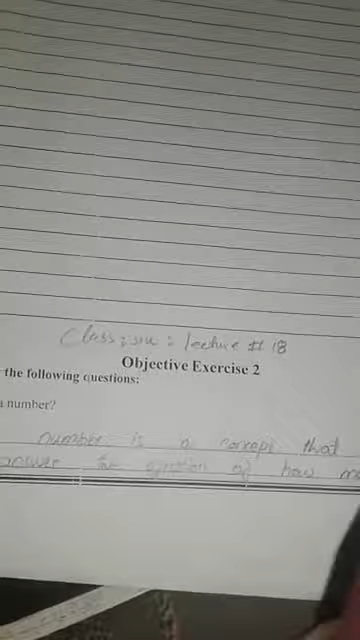 Class : six : lecture # 18
Objective Exercise 2
the following questions:
a number?
number is a concept that
answer the question of how